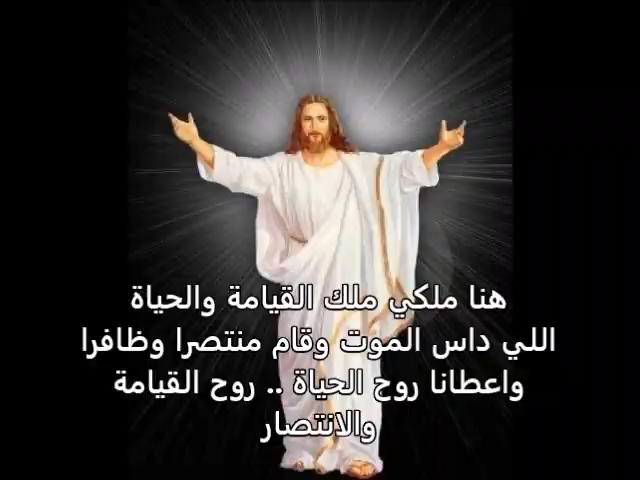 هنا ملكي ملك القيامة والحياة
اللي داس الموت وقام منتصرا وظافرا
واعطانا روح الحياة .. روح القيامة
والانتصار